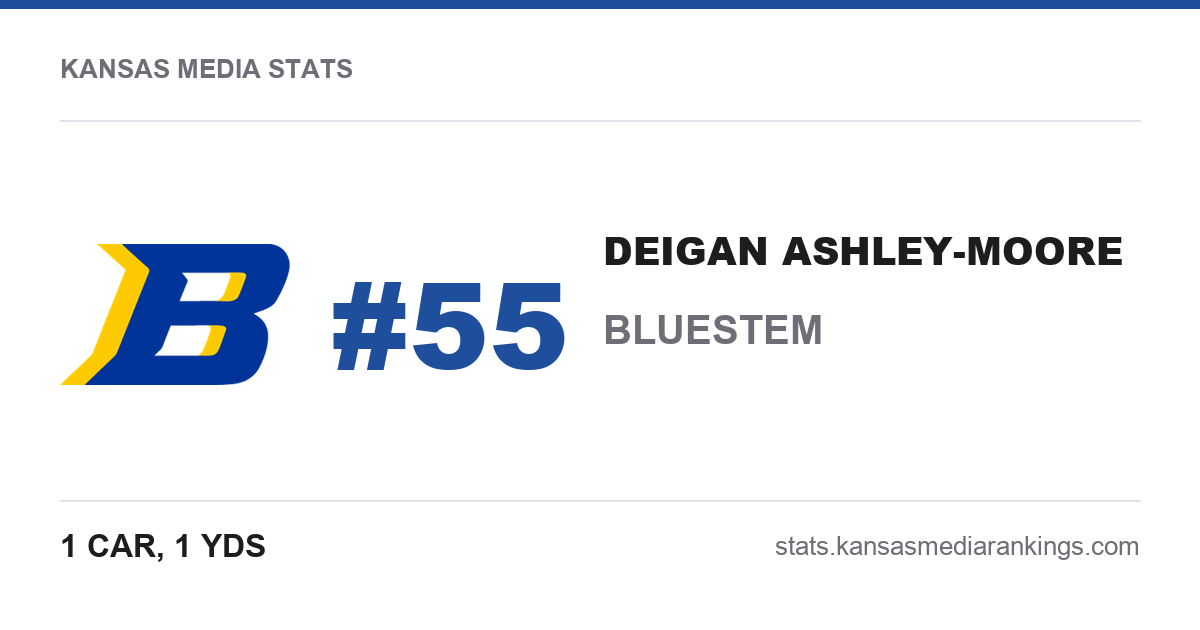 KANSAS MEDIA STATS
B
#55
DEIGAN ASHLEY-MOORE
BLUESTEM
1 CAR, 1 YDS
stats.kansasmediarankings.com